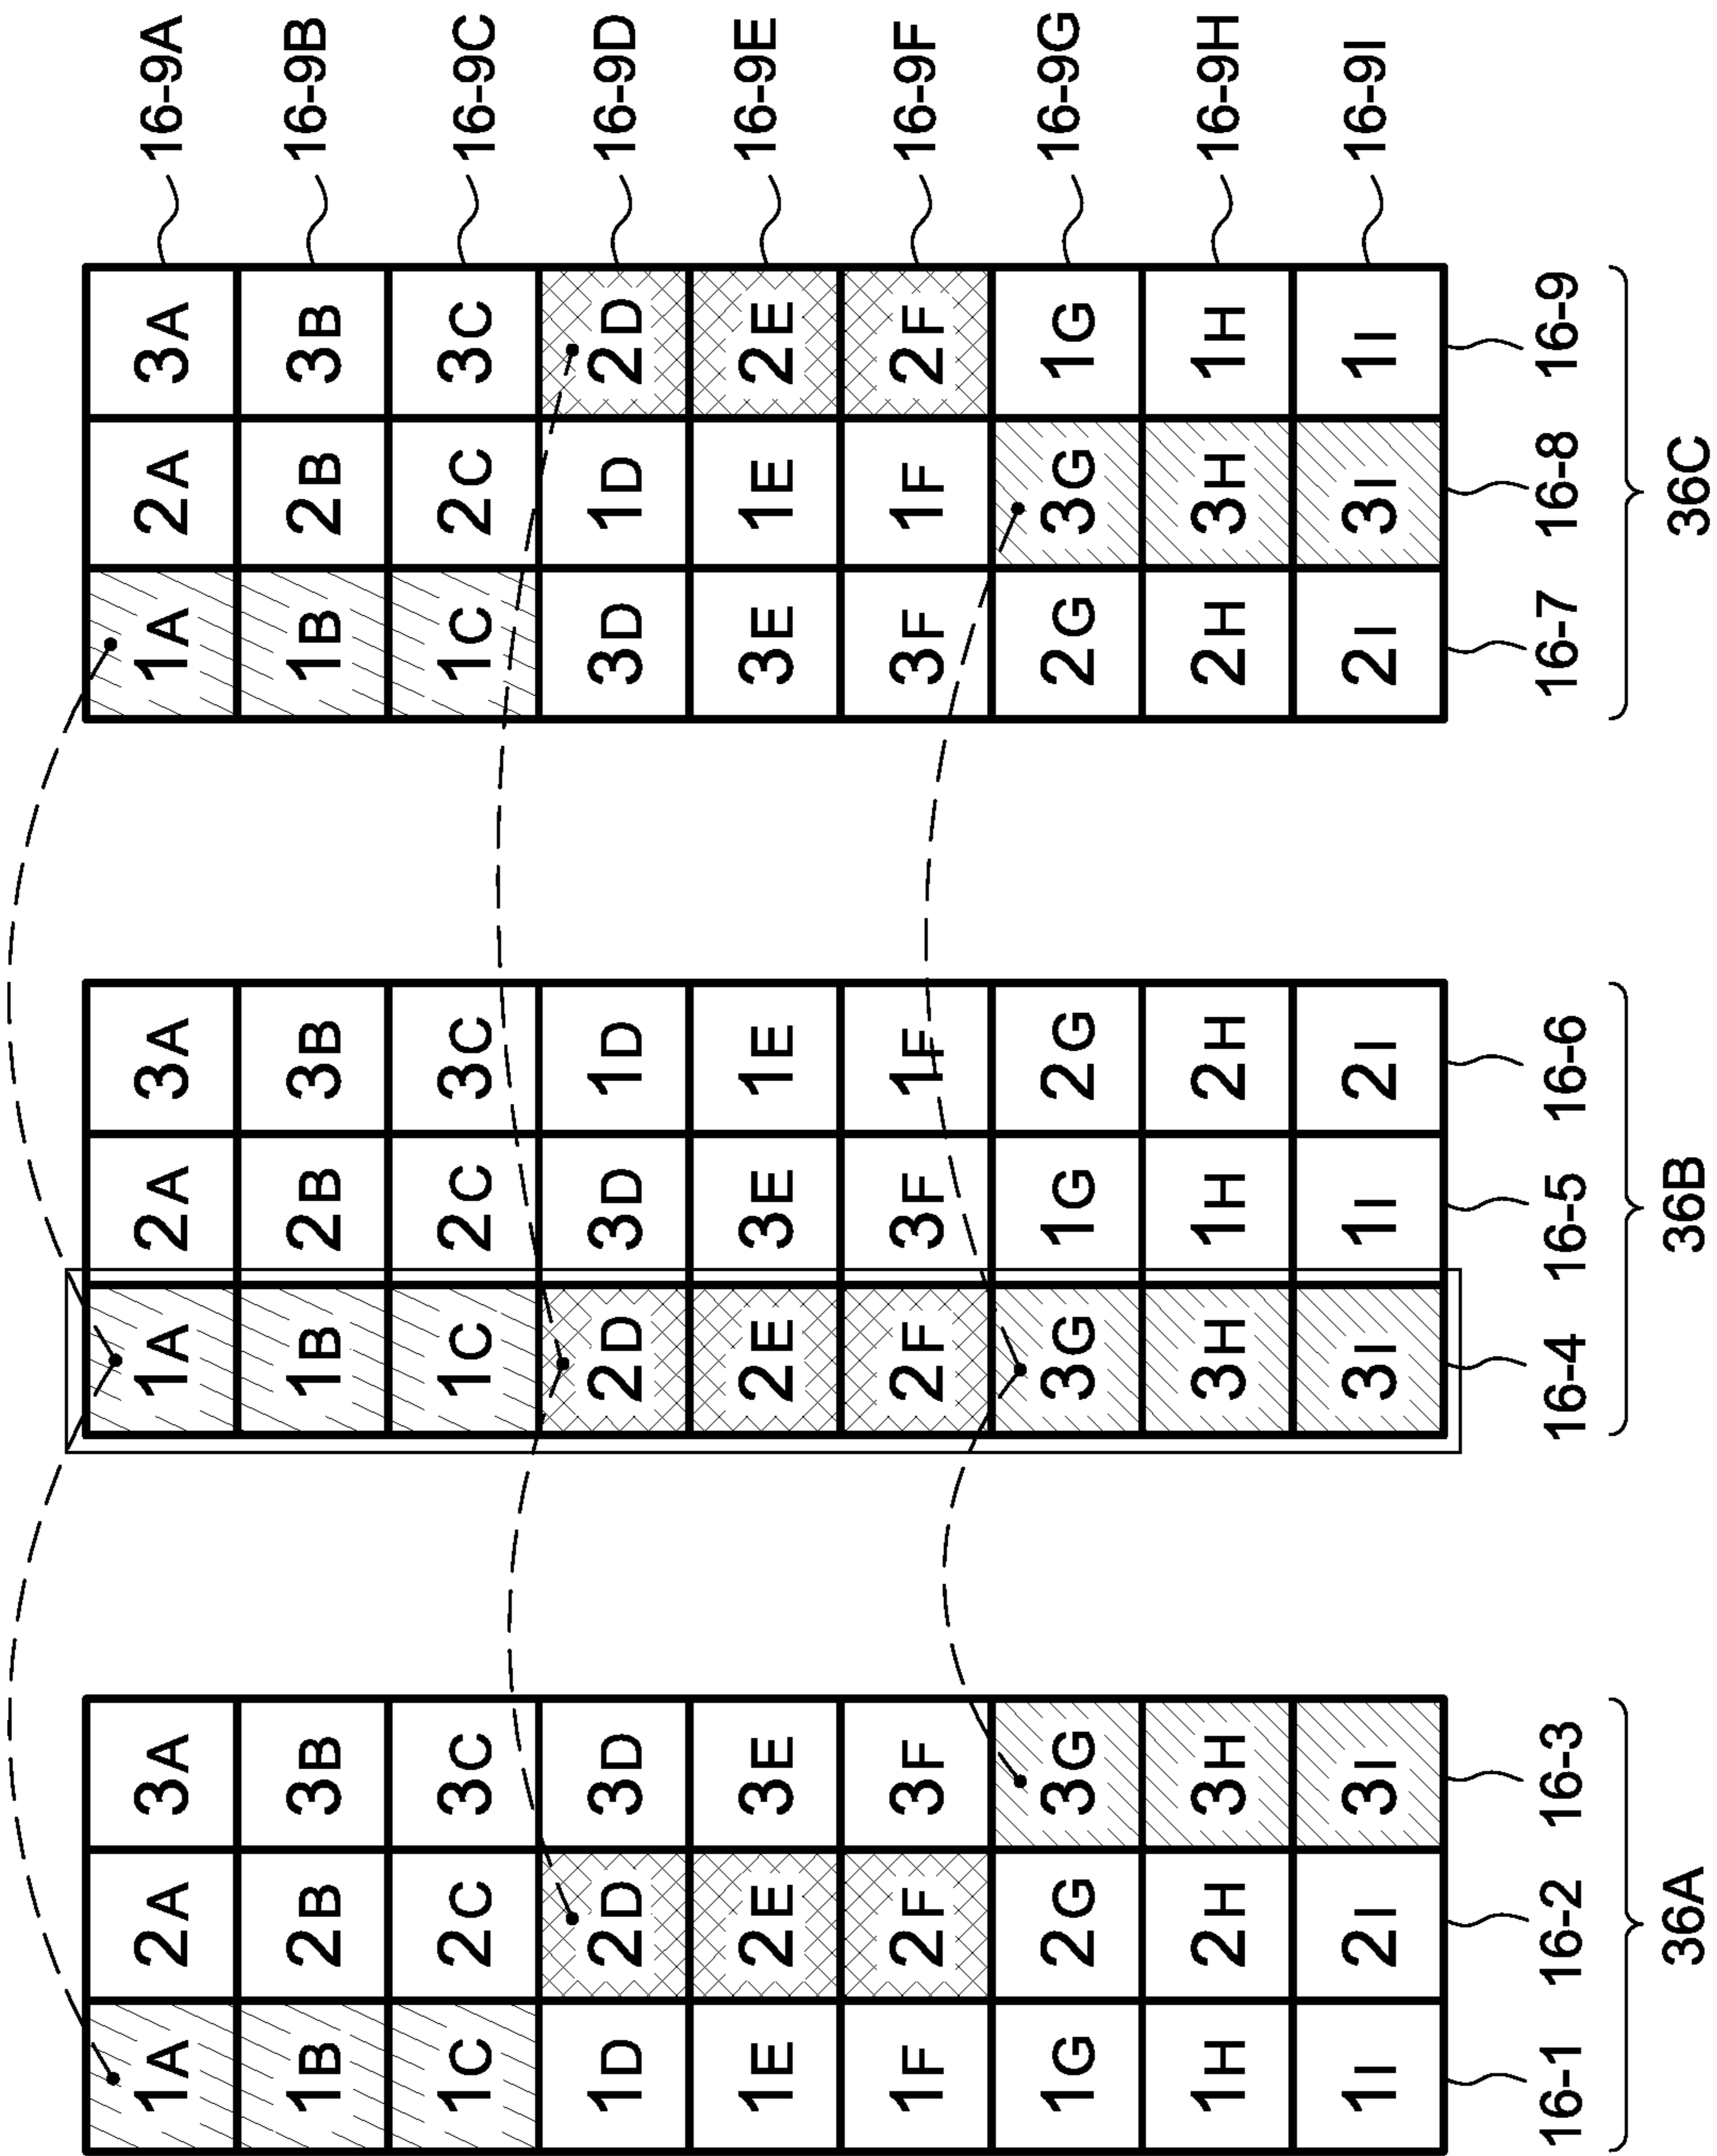 1A 2A 3A 1A 2A 3A 1A 2A 3A 16-9A
1B 2B 3B 1B 2B 3B 1B 2B 3B 16-9B
1C 2C 3C 1C 2C 3C 1C 2C 3C 16-9C
1D 2D 3D 2D 3D 1D 3D 1D 2D 16-9D
1E 2E 3E 2E 3E 1E 3E 1E 2E 16-9E
1F 2F 3F 2F 3F 1F 3F 1F 2F 16-9F
1G 2G 3G 3G 1G 2G 2G 3G 1G 16-9G
1H 2H 3H 3H 1H 2H 2H 3H 1H 16-9H
1I 2I 3I 3I 1I 2I 2I 3I 1I 16-9I
16-1 16-2 16-3 16-4 16-5 16-6 16-7 16-8 16-9
36A 36B 36C